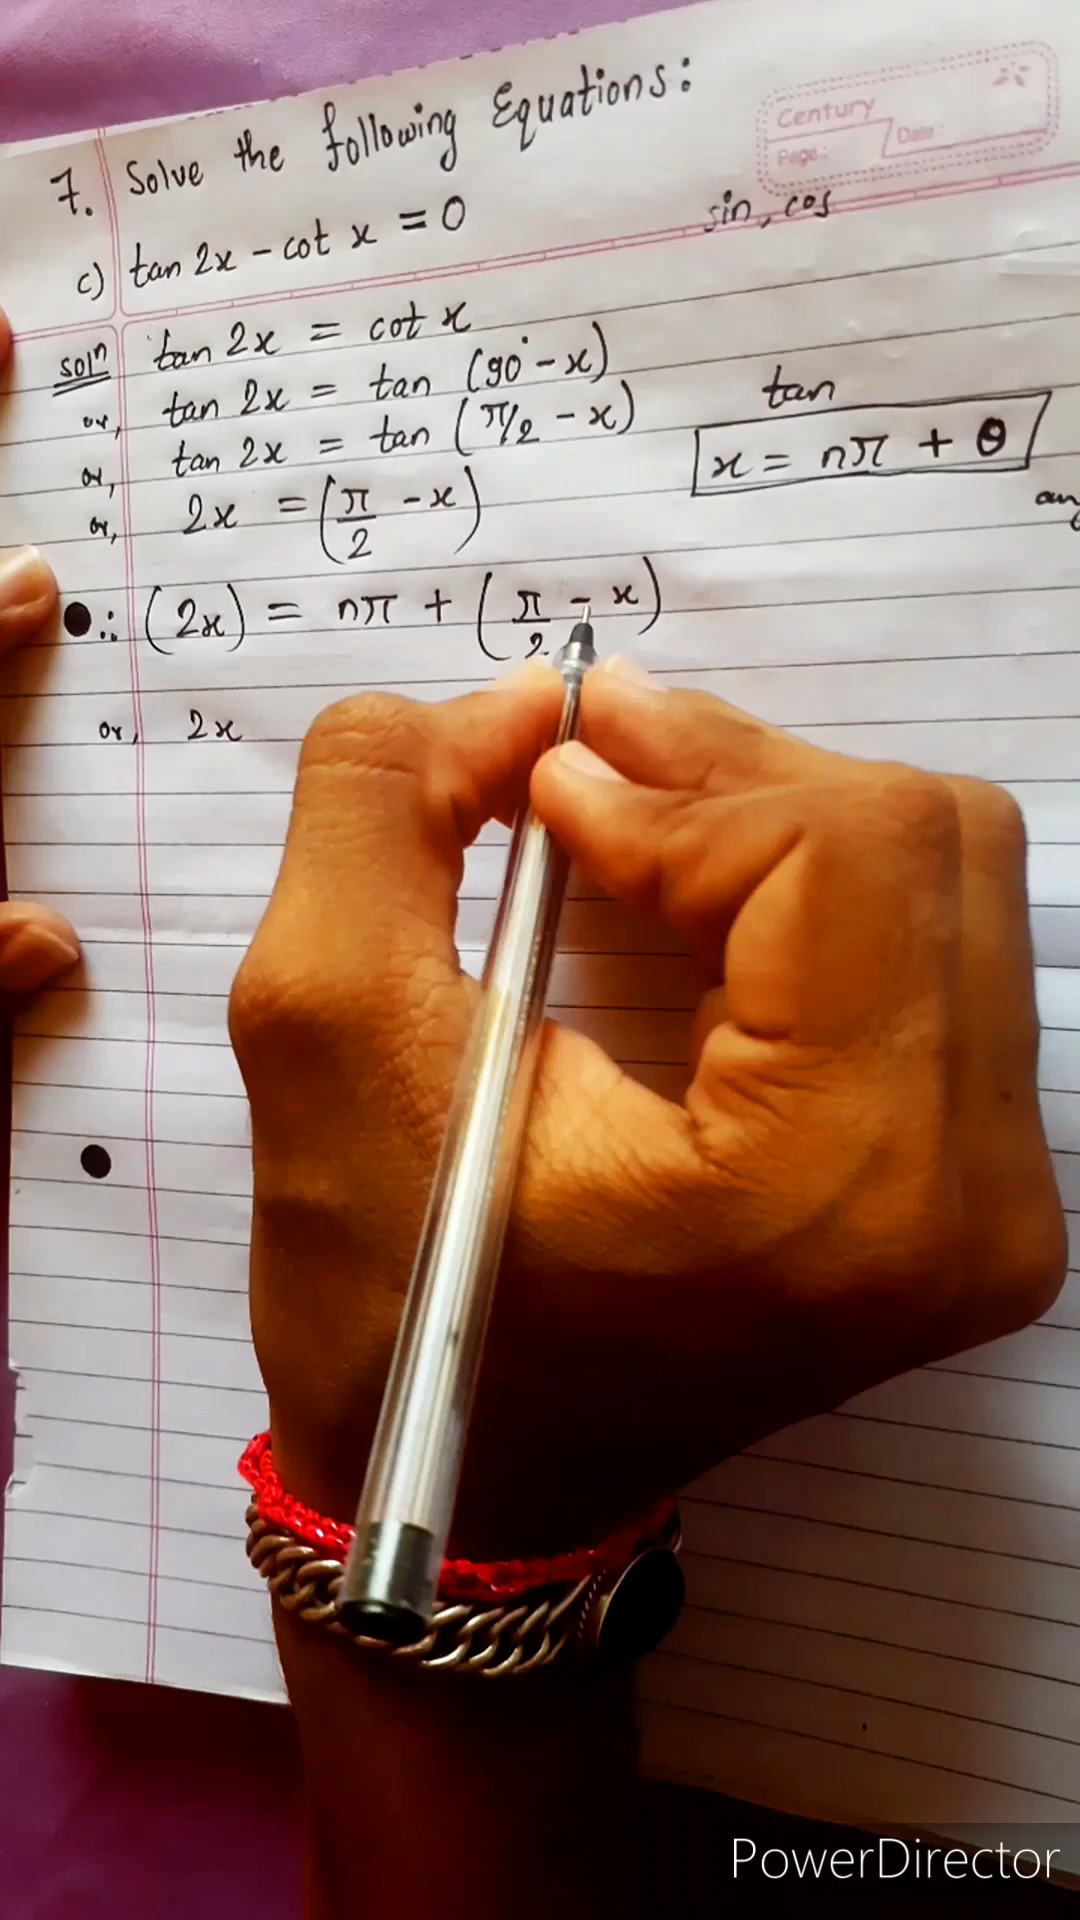 7. Solve the following Equations:
Century
Page:
Date:
c) tan 2x - cot x = 0
sin, cos
solⁿ tan 2x = cot x
or, tan 2x = tan (90° - x)
or, tan 2x = tan (π/2 - x)
tan
x = nπ + θ
or, 2x = (π/2 - x)
∴ (2x) = nπ + (π/2 - x)
or, 2x
PowerDirector